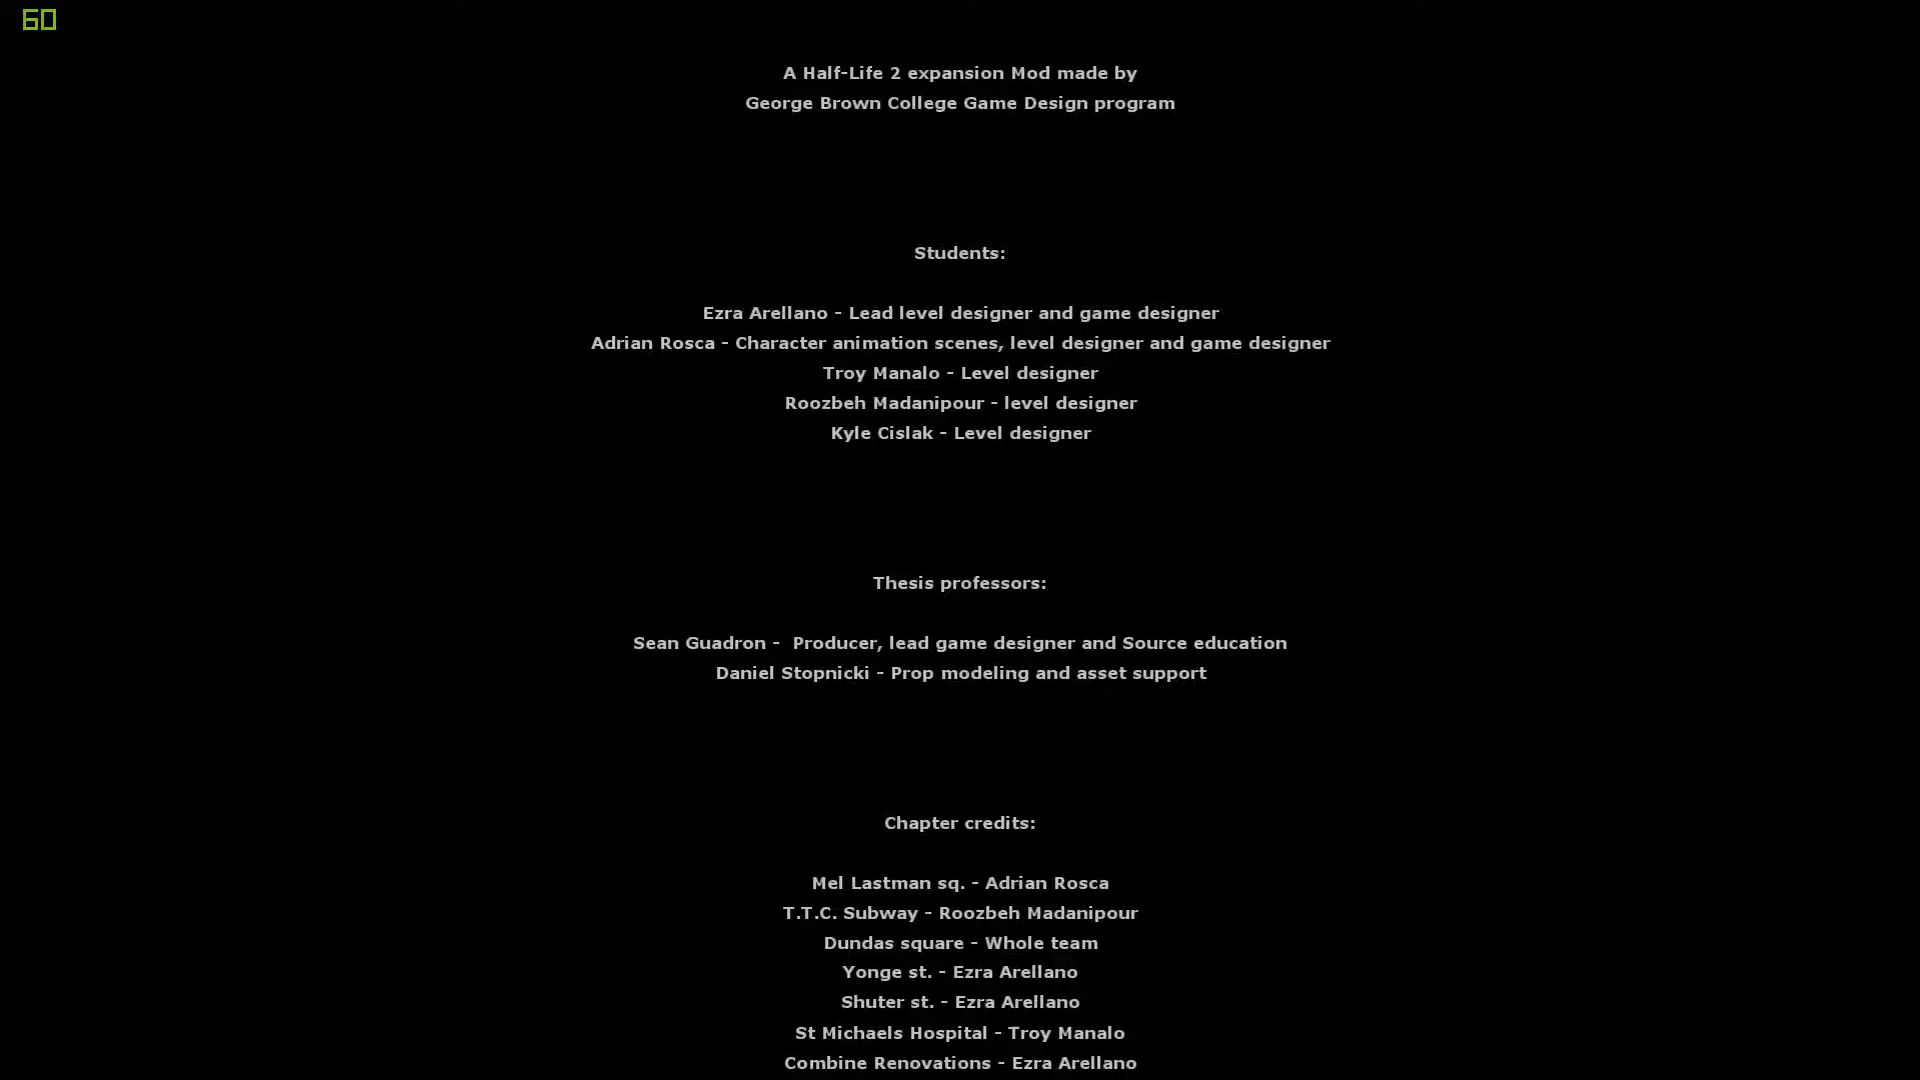 60
A Half-Life 2 expansion Mod made by
George Brown College Game Design program
Students:
Ezra Arellano - Lead level designer and game designer
Adrian Rosca - Character animation scenes, level designer and game designer
Troy Manalo - Level designer
Roozbeh Madanipour - level designer
Kyle Cislak - Level designer
Thesis professors:
Sean Guadron -  Producer, lead game designer and Source education
Daniel Stopnicki - Prop modeling and asset support
Chapter credits:
Mel Lastman sq. - Adrian Rosca
T.T.C. Subway - Roozbeh Madanipour
Dundas square - Whole team
Yonge st. - Ezra Arellano
Shuter st. - Ezra Arellano
St Michaels Hospital - Troy Manalo
Combine Renovations - Ezra Arellano